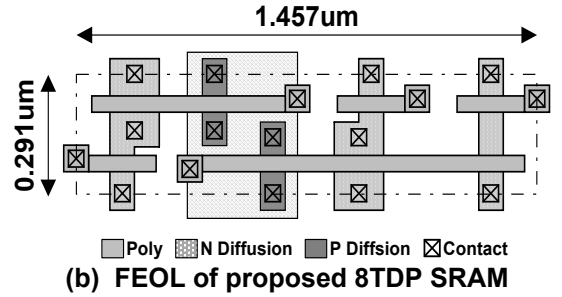 1.457um
0.291um
Poly N Diffusion P Diffsion Contact
(b) FEOL of proposed 8TDP SRAM